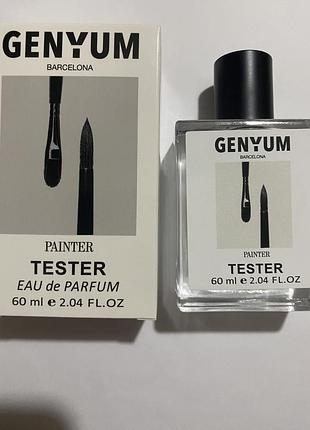 GENYUM
BARCELONA
PAINTER
TESTER
EAU de PARFUM
60 ml e 2.04 FL.OZ
GENYUM
BARCELONA
PAINTER
TESTER
60 ml e 2.04 FL.OZ